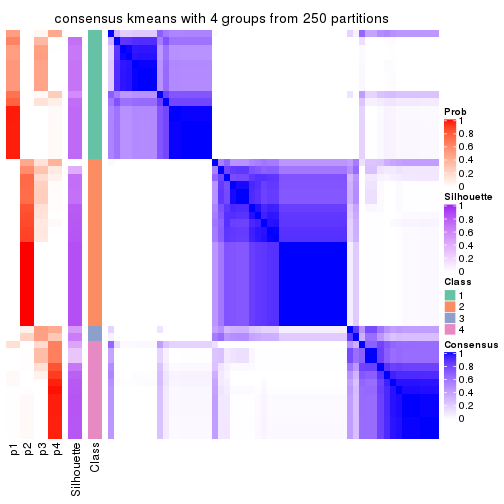 consensus kmeans with 4 groups from 250 partitions
Prob
1
0.8
0.6
0.4
0.2
0
Silhouette
1
0.8
0.6
0.4
0.2
0
Class
1
2
3
4
Consensus
1
0.8
0.6
0.4
0.2
0
p1
p2
p3
p4
Silhouette
Class